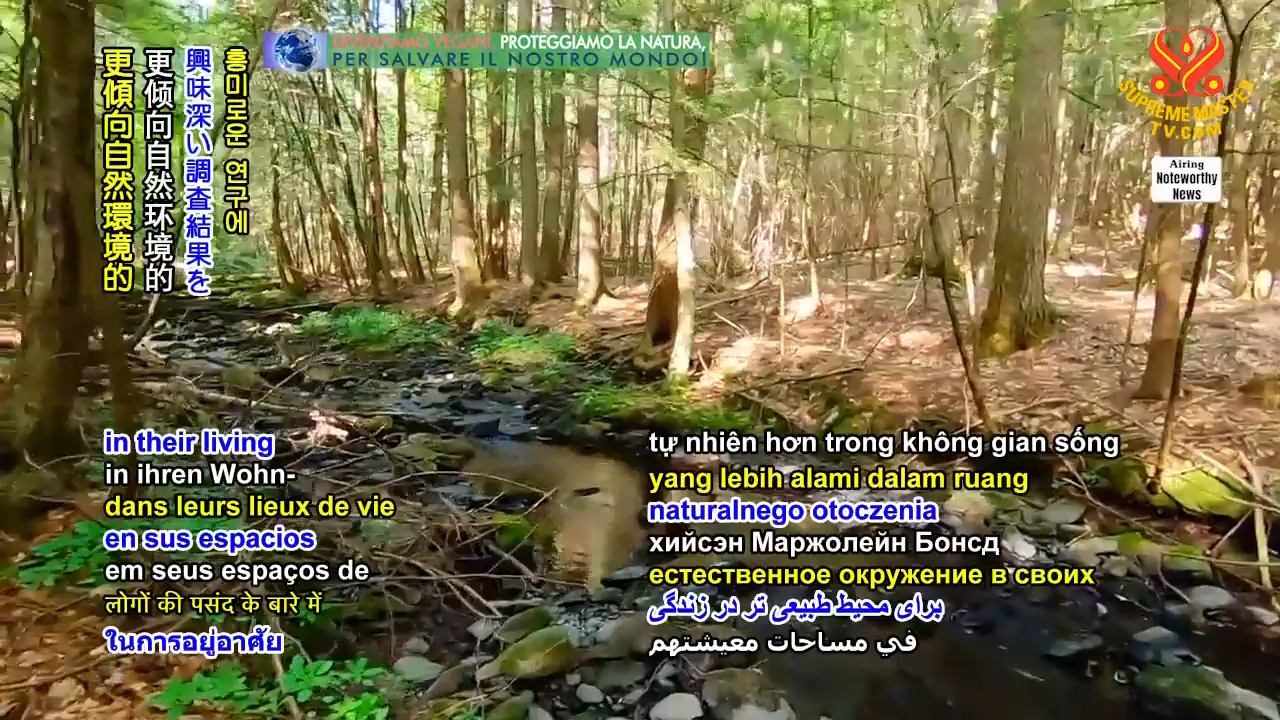 DIVENTIAMO VEGANI, PROTEGGIAMO LA NATURA,
PER SALVARE IL NOSTRO MONDO!
SUPREME MASTER
TV.COM
Airing
Noteworthy
News
흥미로운 연구에
興味深い調査結果を
更倾向自然环境的
更傾向自然環境的
in their living
in ihren Wohn-
dans leurs lieux de vie
en sus espacios
em seus espaços de
लोगों की पसंद के बारे में
ในการอยู่อาศัย
tự nhiên hơn trong không gian sống
yang lebih alami dalam ruang
naturalnego otoczenia
хийсэн Маржолейн Бонсд
естественное окружение в своих
برای محیط طبیعی تر در زندگی
في مساحات معيشتهم